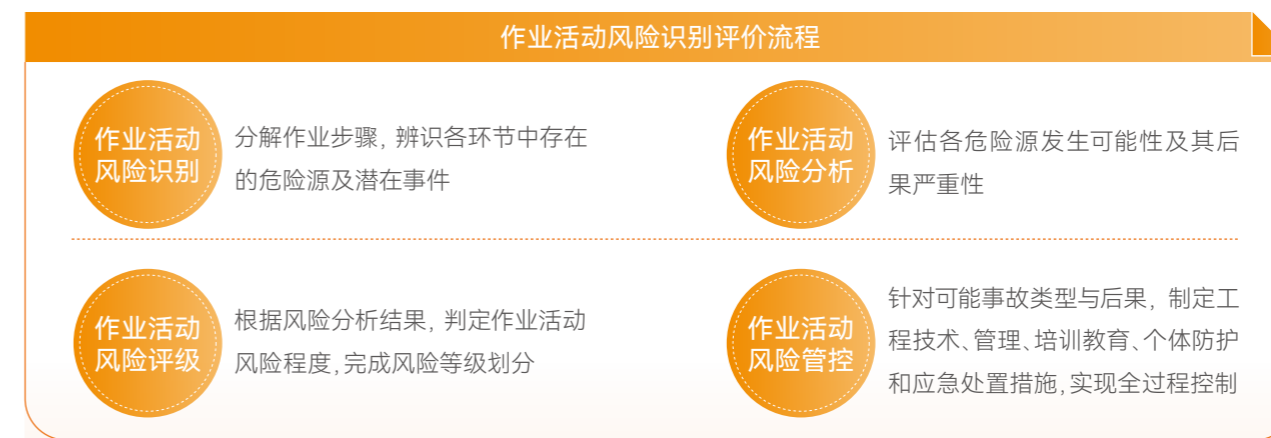 作业活动风险识别评价流程
作业活动
风险识别
分解作业步骤，辨识各环节中存在
的危险源及潜在事件
作业活动
风险分析
评估各危险源发生可能性及其后
果严重性
作业活动
风险评级
根据风险分析结果，判定作业活动
风险程度，完成风险等级划分
作业活动
风险管控
针对可能事故类型与后果，制定工
程技术、管理、培训教育、个体防护
和应急处置措施，实现全过程控制